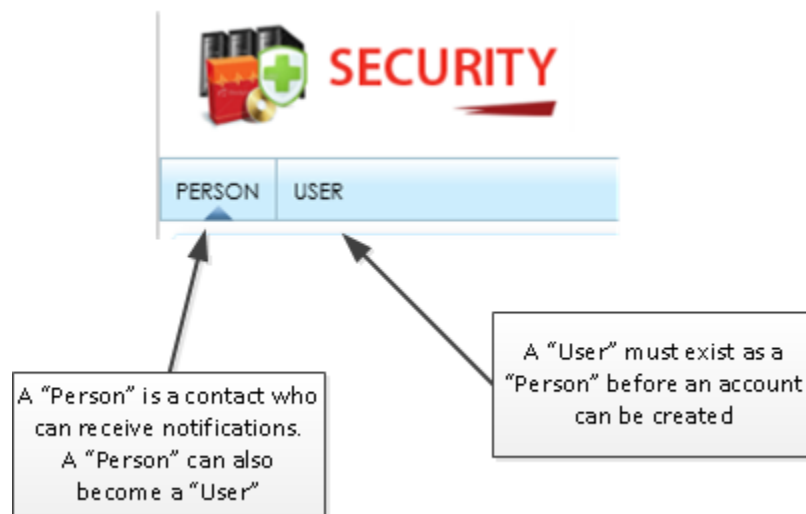 SECURITY
PERSON USER
A “Person” is a contact who
can receive notifications.
A “Person” can also
become a “User”
A “User” must exist as a
“Person” before an account
can be created